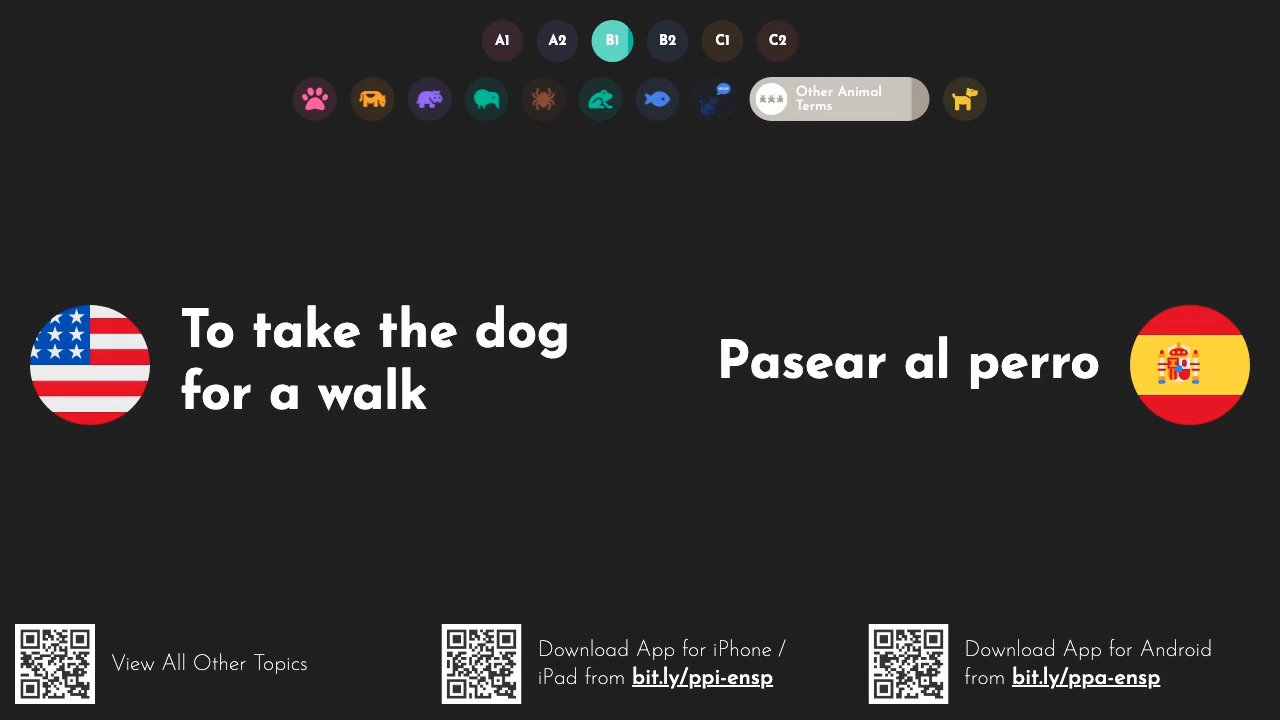 A1 A2 B1 B2 C1 C2
Other Animal
Terms
To take the dog
for a walk
Pasear al perro
View All Other Topics
Download App for iPhone /
iPad from bit.ly/ppi-ensp
Download App for Android
from bit.ly/ppa-ensp